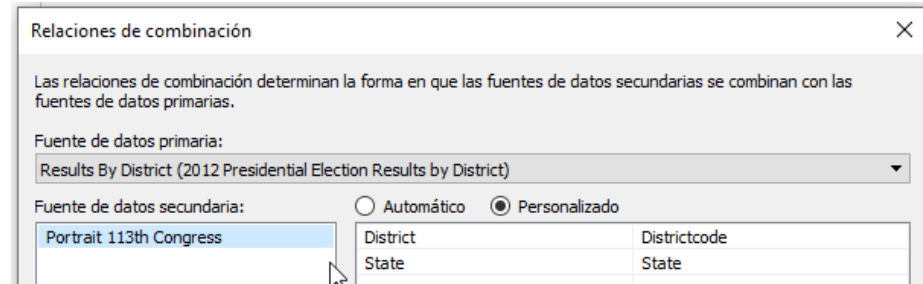 Relaciones de combinación
Las relaciones de combinación determinan la forma en que las fuentes de datos secundarias se combinan con las
fuentes de datos primarias.
Fuente de datos primaria:
Results By District (2012 Presidential Election Results by District)
Fuente de datos secundaria: Automático Personalizado
Portrait 113th Congress District Districtcode
State State